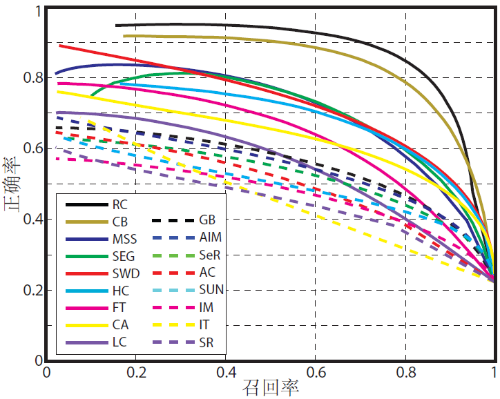 1
0.8
0.6
0.4
0.2
0
正确率
RC
CB
MSS
SEG
SWD
HC
FT
CA
LC
GB
AIM
SeR
AC
SUN
IM
IT
SR
0.2 0.4 0.6 0.8 1
召回率